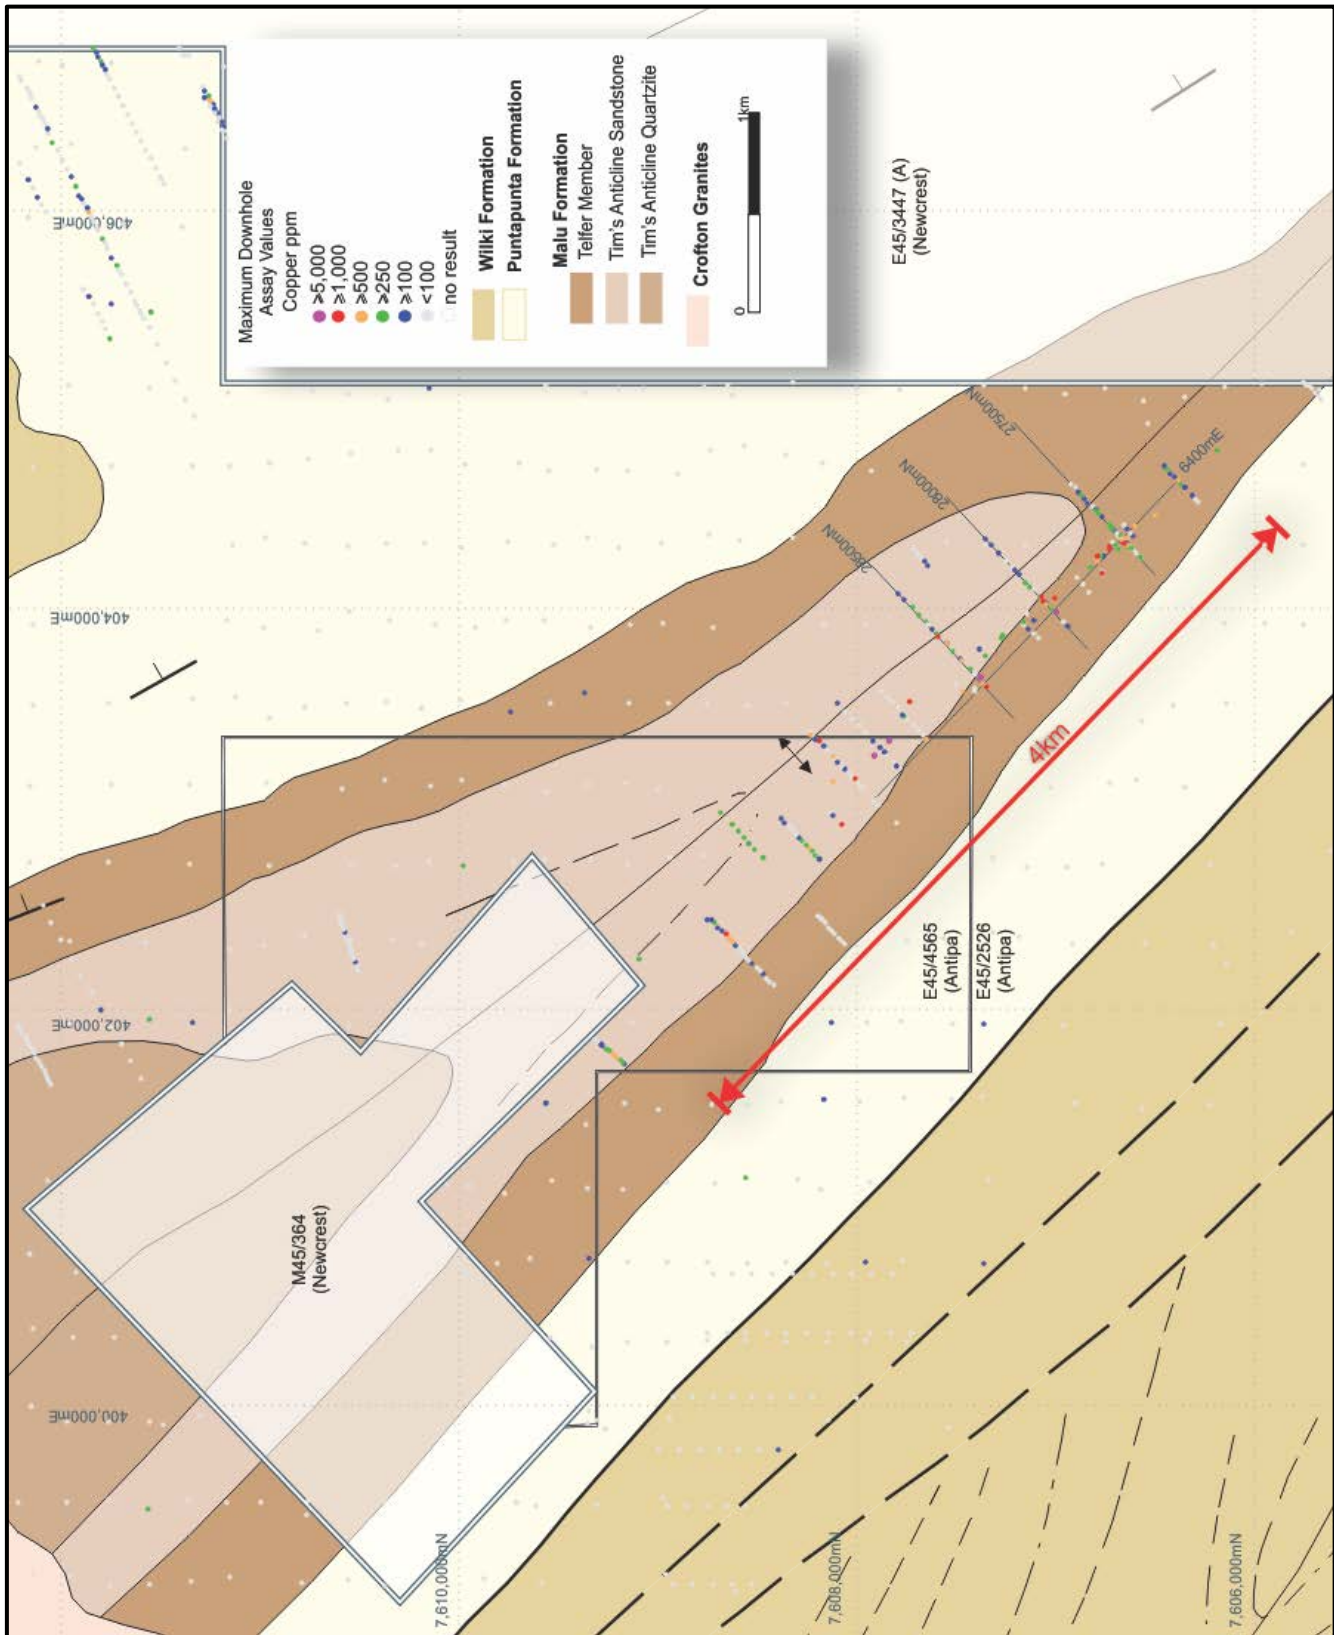 Maximum Downhole
Assay Values
Copper ppm
≥5,000
≥1,000
≥500
≥250
≥100
<100
no result
Wilki Formation
Puntapunta Formation
Malu Formation
Telfer Member
Tim's Anticline Sandstone
Tim's Anticline Quartzite
Crofton Granites
0
1km
E45/3447 (A)
(Newcrest)
406,000mE
404,000mE
402,000mE
400,000mE
27500mN
28000mN
28500mN
6400mE
4km
E45/4565
(Antipa)
E45/2526
(Antipa)
M45/364
(Newcrest)
7,610,000mN
7,608,000mN
7,606,000mN